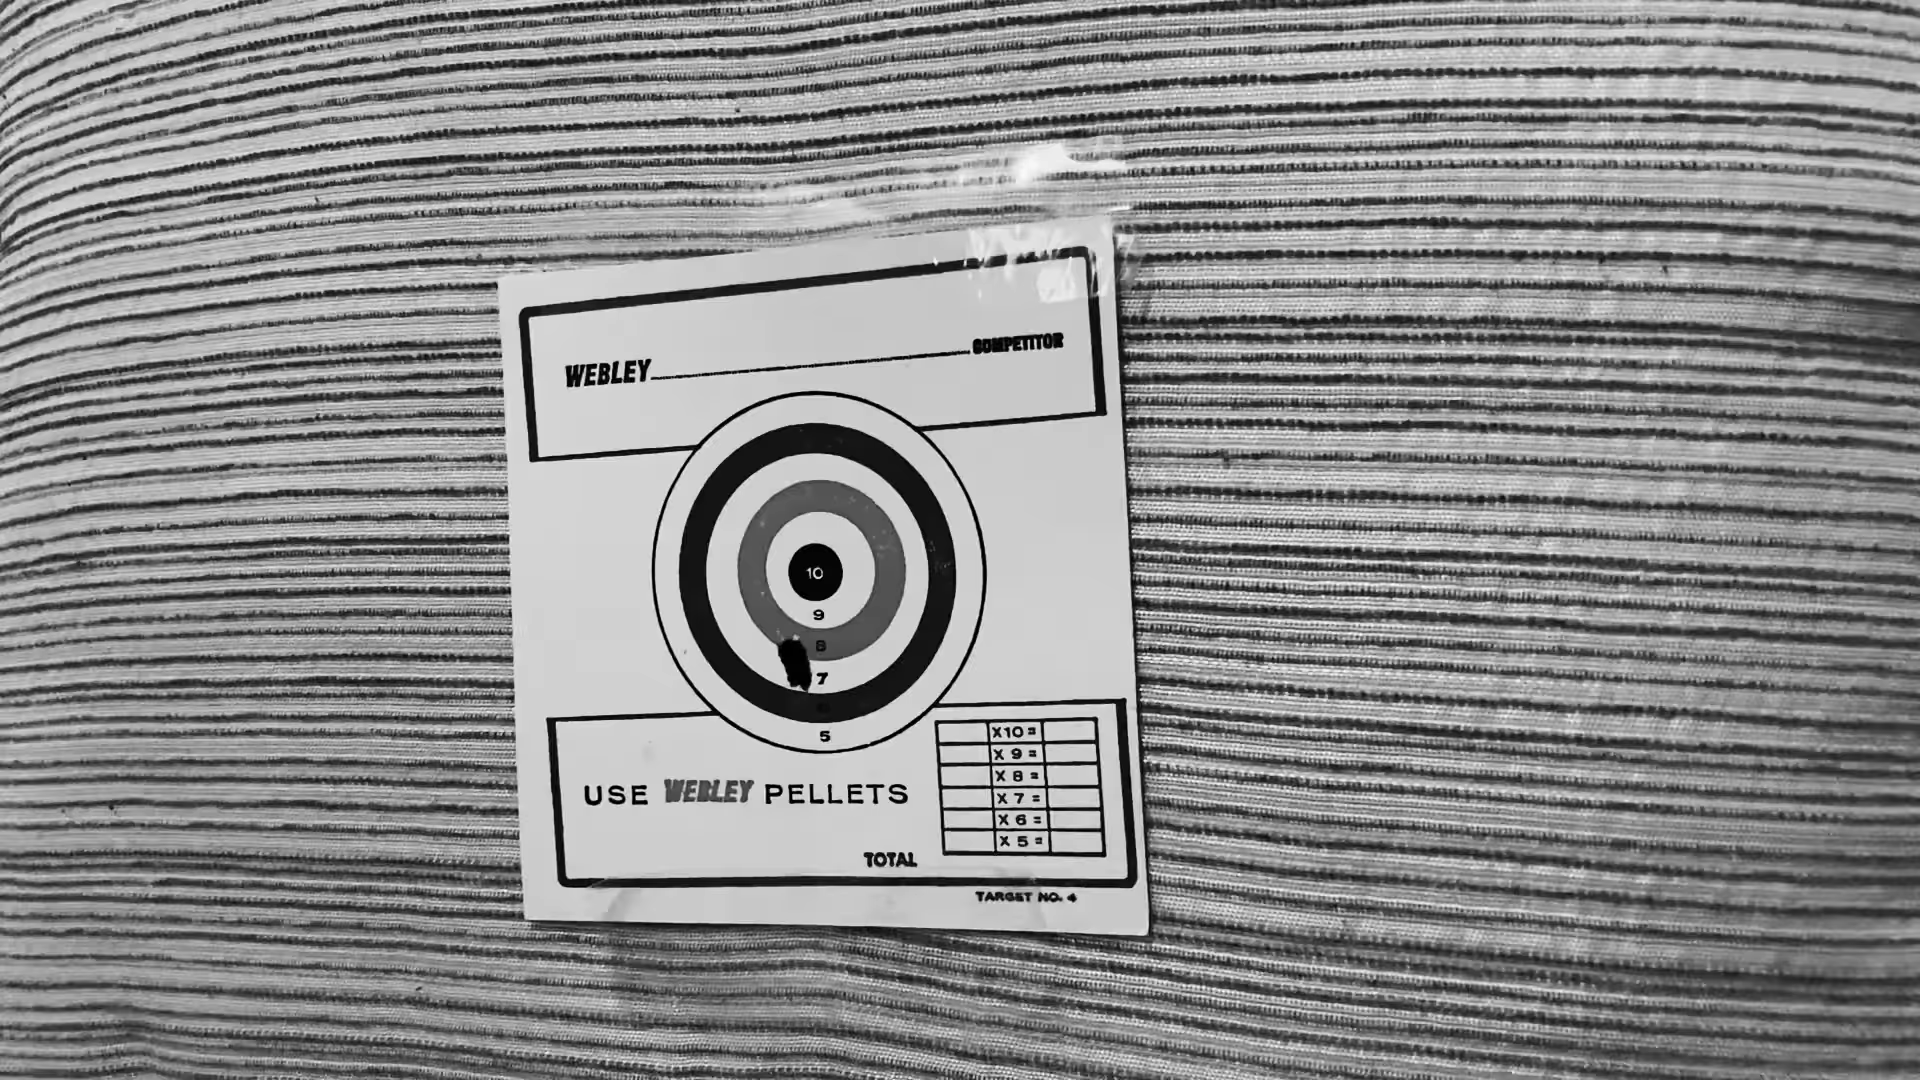 WEBLEY COMPETITOR
10
9
8
7
6
5
USE WEBLEY PELLETS
X10=
X 9=
X 8=
X 7=
X 6=
X 5=
TOTAL
TARGET NO. 4